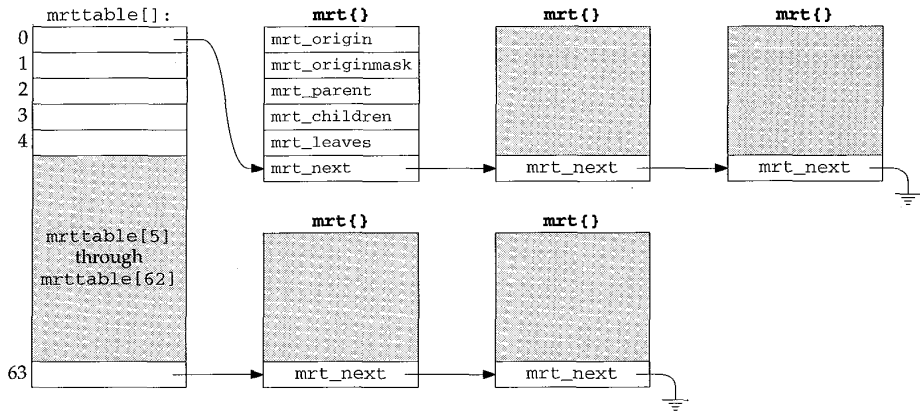 mrttable[]:
mrt{}
mrt{}
mrt{}
0
1
2
3
4
mrt_origin
mrt_originmask
mrt_parent
mrt_children
mrt_leaves
mrt_next
mrt_next
mrt_next
mrttable[5]
through
mrttable[62]
mrt{}
mrt{}
63
mrt_next
mrt_next